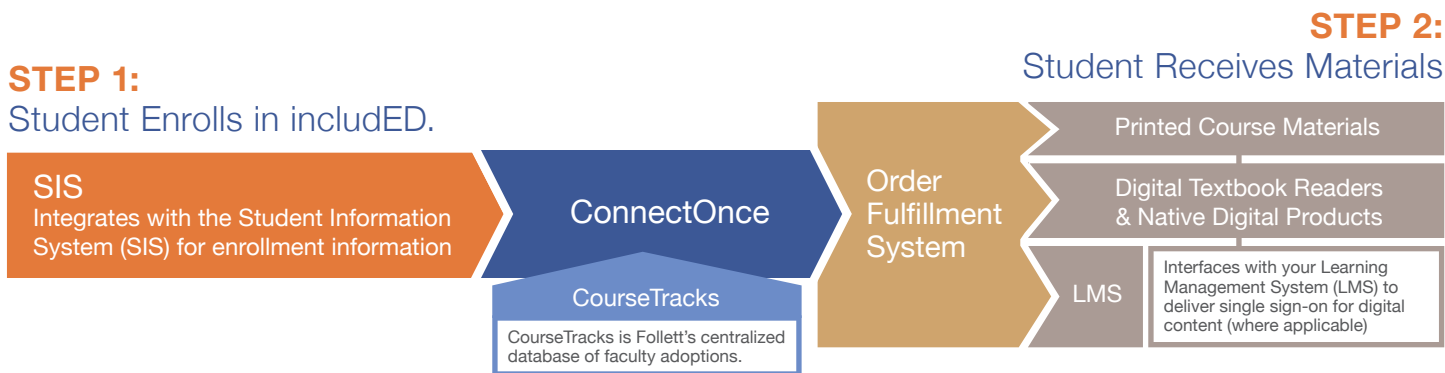 STEP 1:
Student Enrolls in includED.
SIS
Integrates with the Student Information
System (SIS) for enrollment information
ConnectOnce
CourseTracks
CourseTracks is Follett's centralized
database of faculty adoptions.
Order
Fulfillment
System
STEP 2:
Student Receives Materials
Printed Course Materials
Digital Textbook Readers
& Native Digital Products
LMS
Interfaces with your Learning
Management System (LMS) to
deliver single sign-on for digital
content (where applicable)